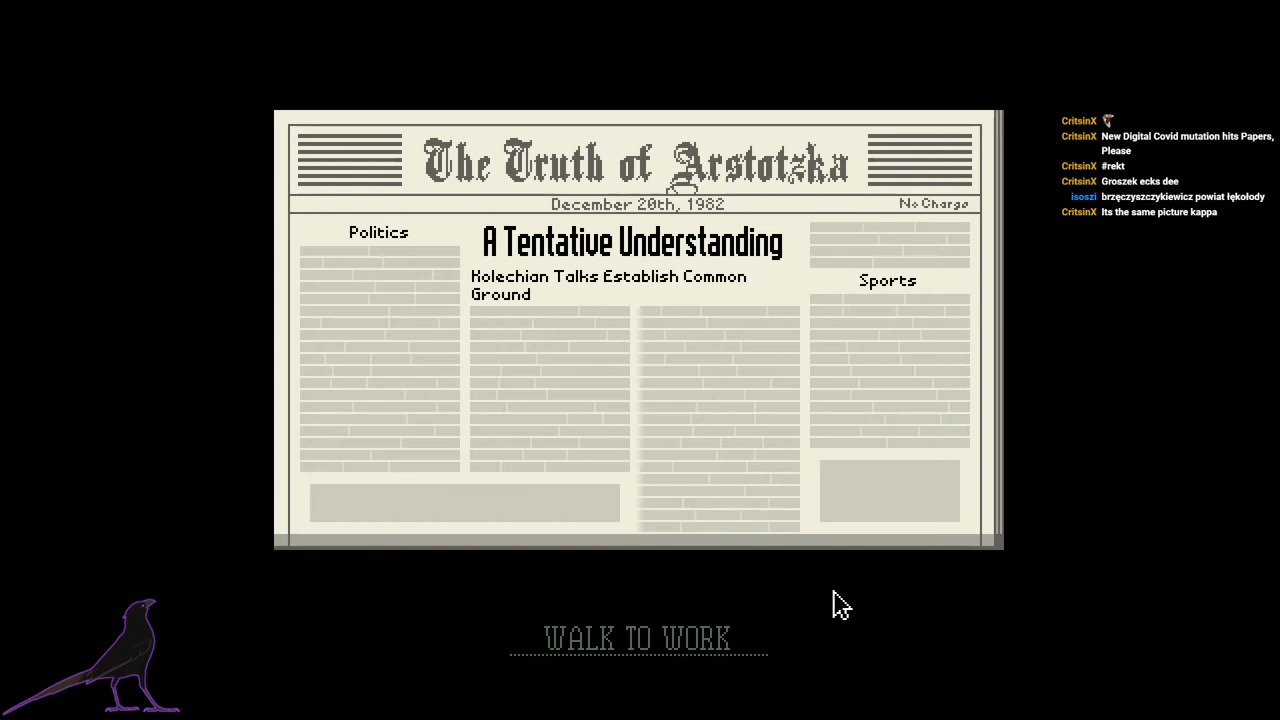 The Truth of Arstotzka
December 20th, 1982
No Charge
Politics
A Tentative Understanding
Kolechian Talks Establish Common
Ground
Sports
WALK TO WORK
CritsinX
CritsinX New Digital Covid mutation hits Papers,
Please
CritsinX #rekt
CritsinX Groszek ecks dee
isoszi brzęczyszczykiewicz powiat łękołody
CritsinX Its the same picture kappa